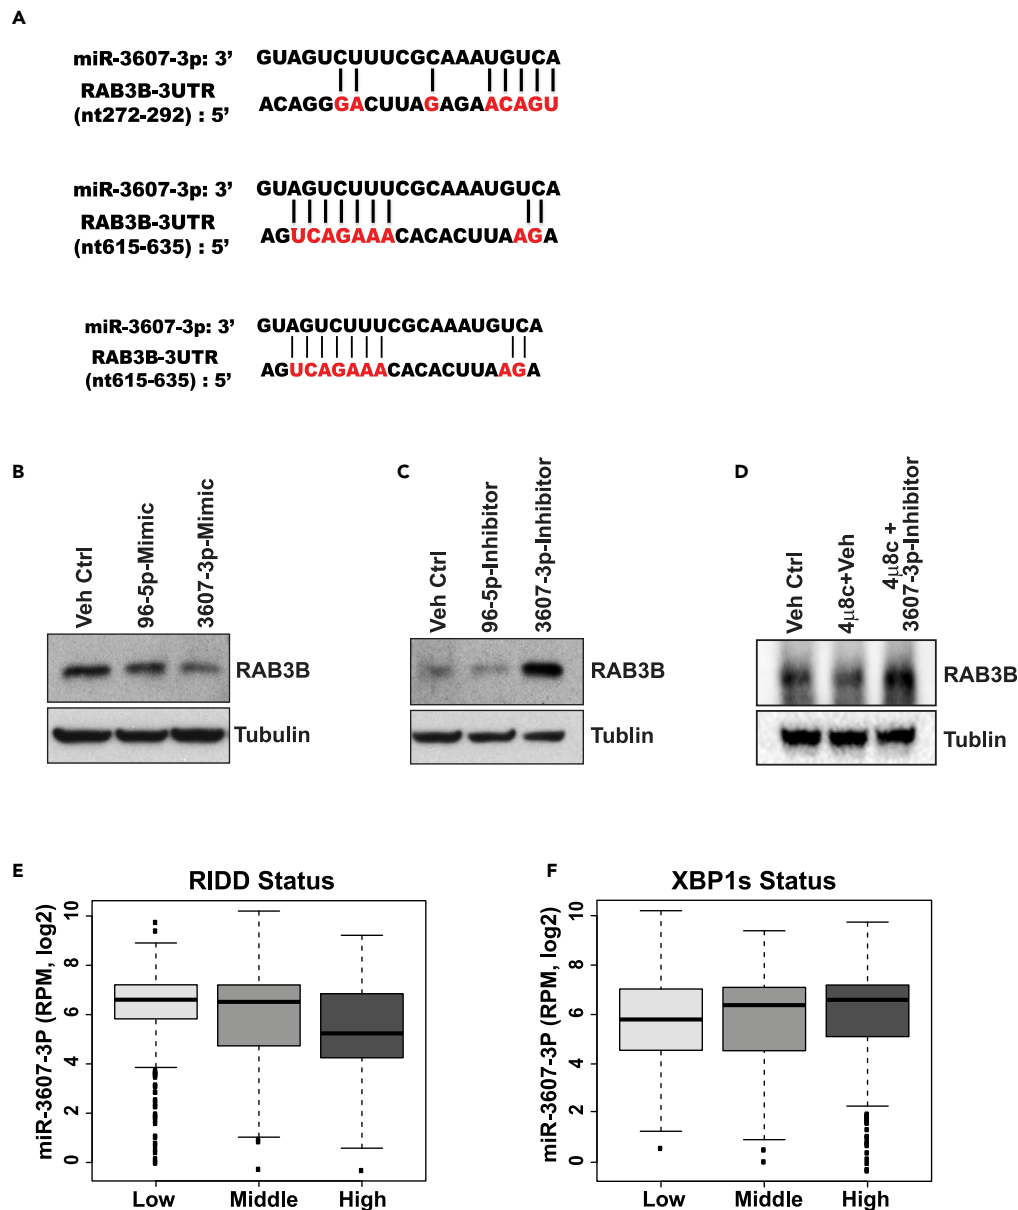 A
miR-3607-3p: 3’ GUAGUCUUUCGCAAAUGUCA
RAB3B-3UTR
(nt272-292) : 5’ ACAGGGACUUAGAGAACAGU
miR-3607-3p: 3’ GUAGUCUUUCGCAAAUGUCA
RAB3B-3UTR
(nt615-635) : 5’ AGUCAGAAACACACUUAAGA
miR-3607-3p: 3’ GUAGUCUUUCGCAAAUGUCA
RAB3B-3UTR
(nt615-635) : 5’ AGUCAGAAACACACUUAAGA
B
Veh Ctrl
96-5p-Mimic
3607-3p-Mimic
RAB3B
Tubulin
C
Veh Ctrl
96-5p-Inhibitor
3607-3p-Inhibitor
RAB3B
Tublin
D
Veh Ctrl
4µ8c+Veh
4µ8c +
3607-3p-Inhibitor
RAB3B
Tublin
E
RIDD Status
miR-3607-3P (RPM, log2)
10
8
6
4
2
0
Low Middle High
F
XBP1s Status
miR-3607-3P (RPM, log2)
10
8
6
4
2
0
Low Middle High